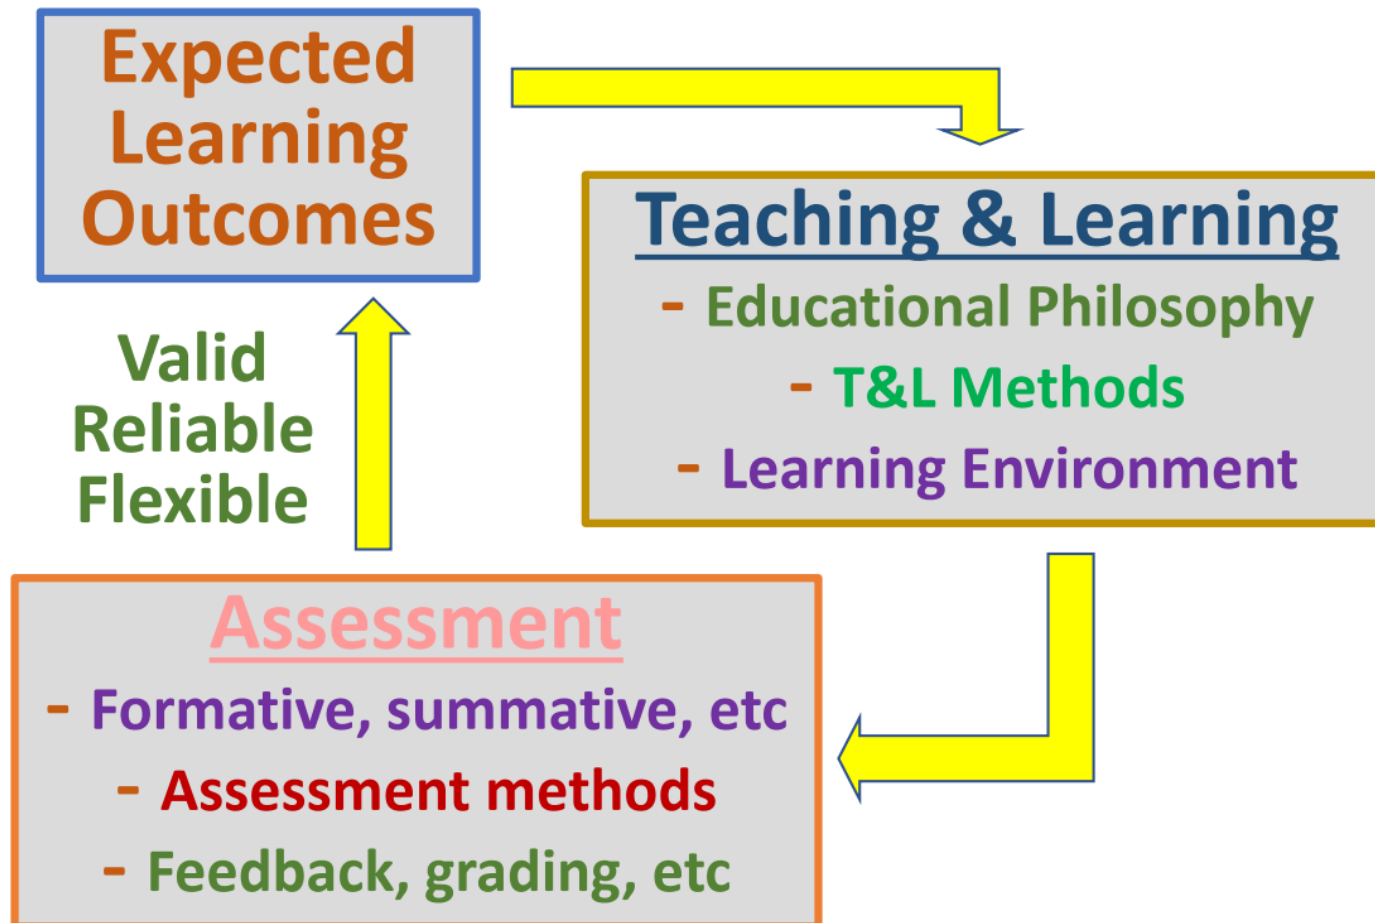 Expected
Learning
Outcomes
Teaching & Learning
- Educational Philosophy
- T&L Methods
- Learning Environment
Valid
Reliable
Flexible
Assessment
- Formative, summative, etc
- Assessment methods
- Feedback, grading, etc